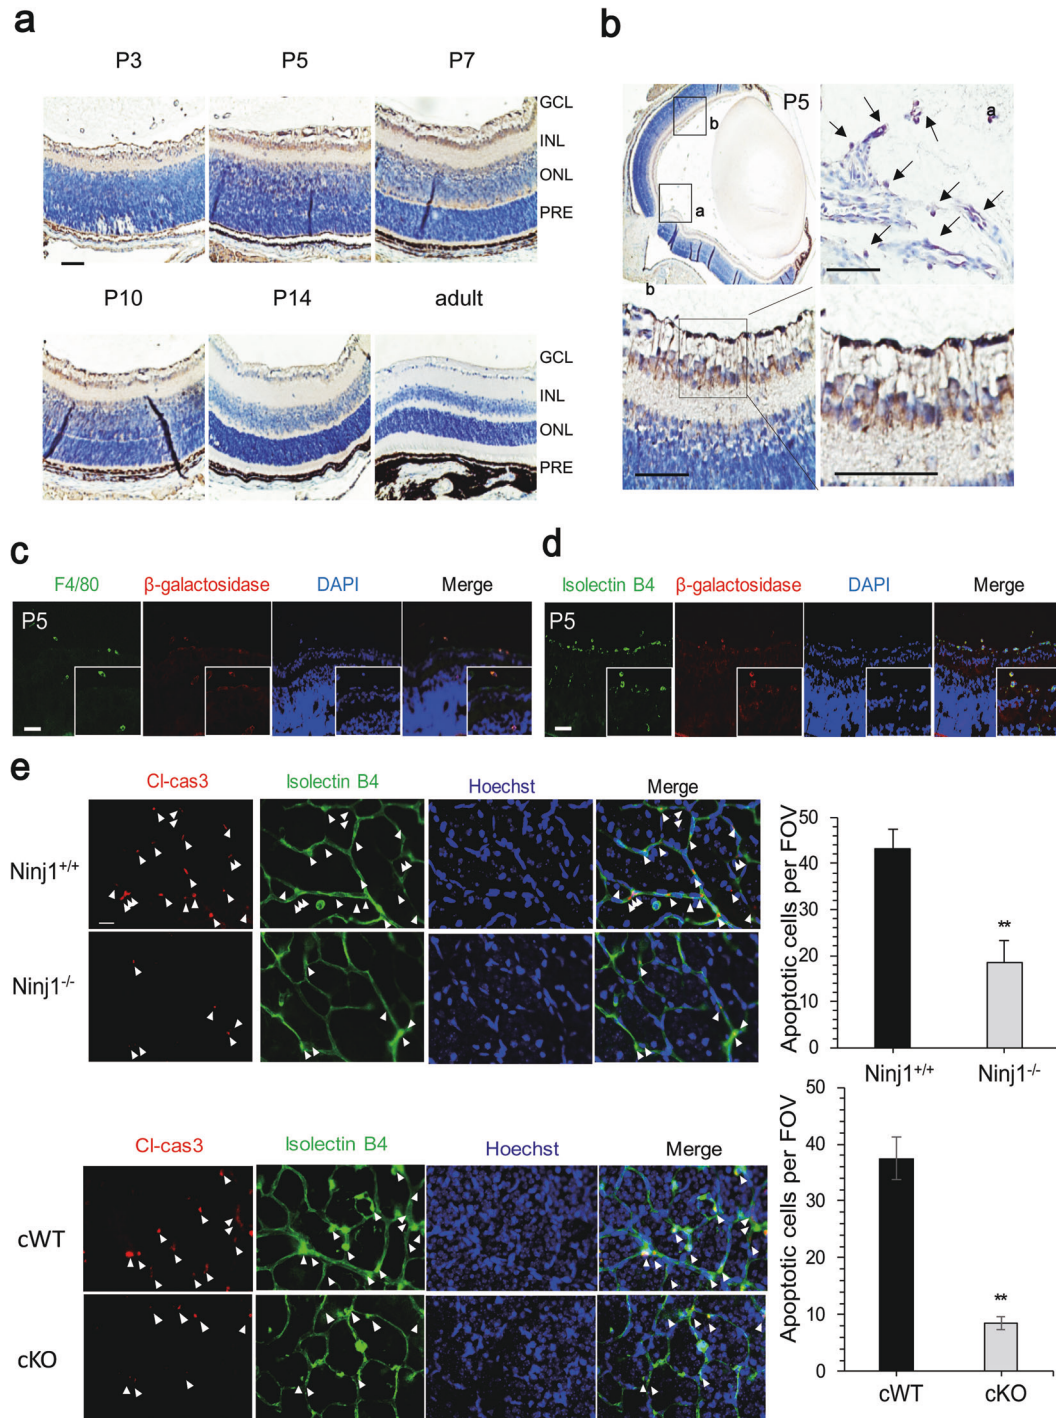 a
P3 P5 P7
GCL
INL
ONL
PRE
P10 P14 adult
GCL
INL
ONL
PRE
b
P5
b
a
a
b
c
F4/80 β-galactosidase DAPI Merge
P5
d
Isolectin B4 β-galactosidase DAPI Merge
P5
e
Cl-cas3 Isolectin B4 Hoechst Merge
Ninj1+/+
Ninj1-/-
Apoptotic cells per FOV
50
40
30
20
10
0
**
Ninj1+/+ Ninj1-/-
Cl-cas3 Isolectin B4 Hoechst Merge
cWT
cKO
Apoptotic cells per FOV
50
40
30
20
10
0
**
cWT cKO